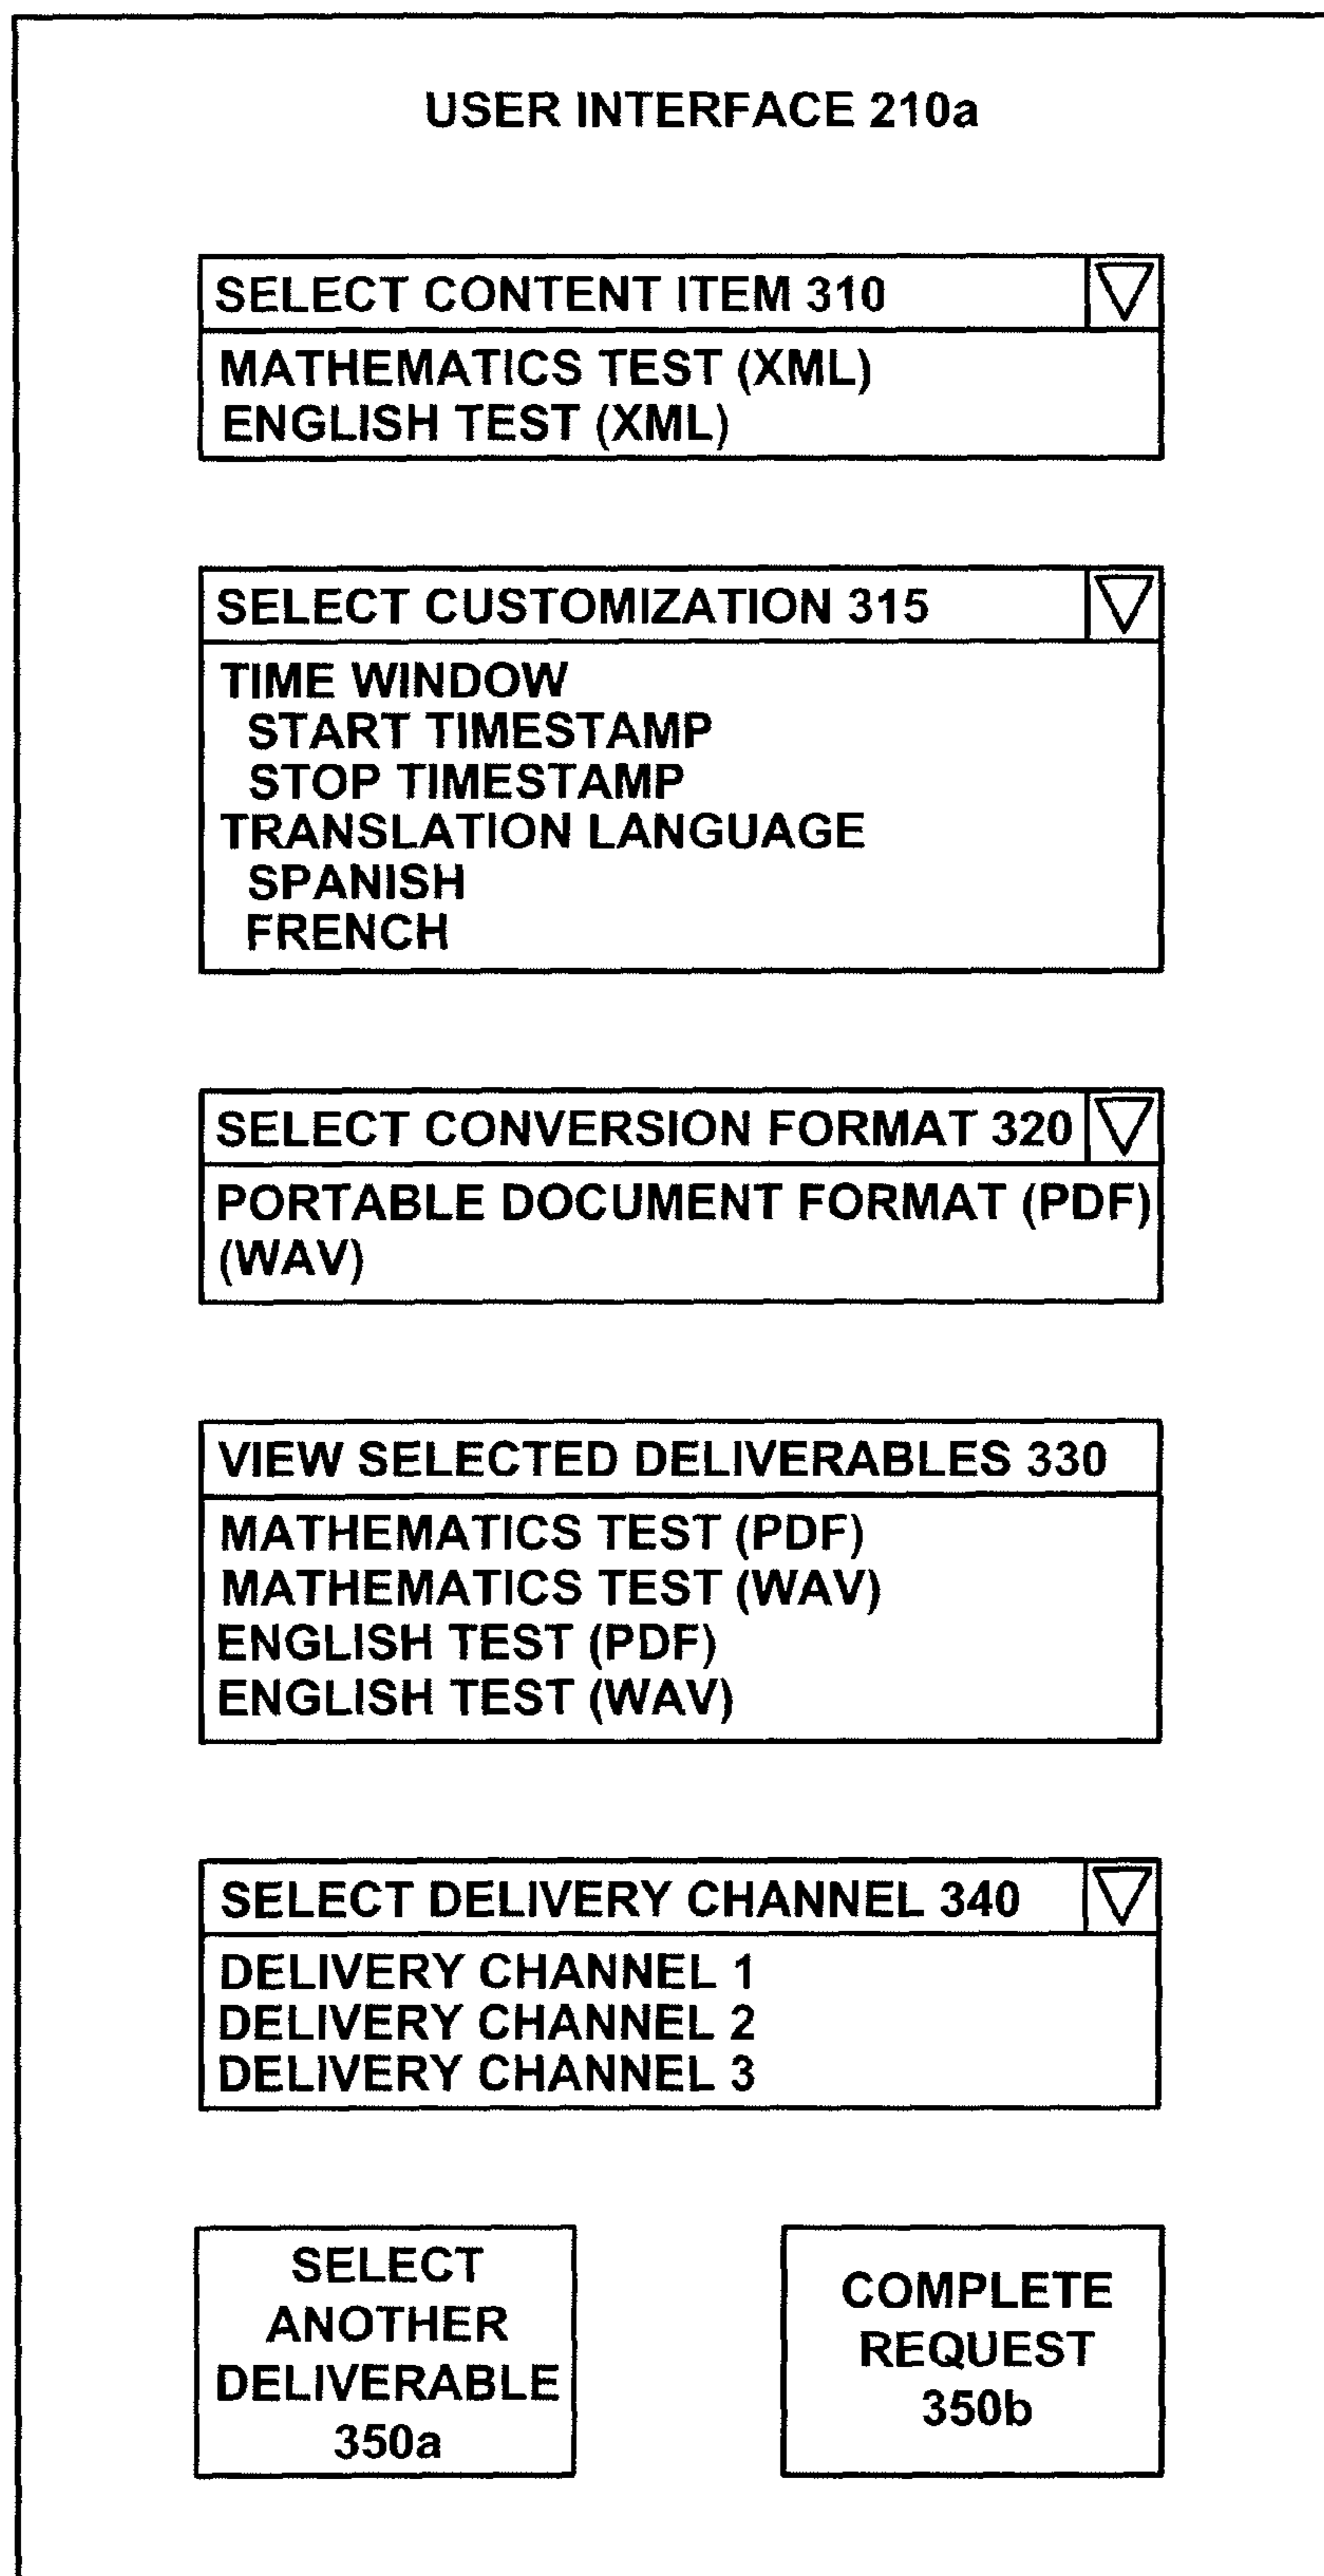 USER INTERFACE 210a
SELECT CONTENT ITEM 310
MATHEMATICS TEST (XML)
ENGLISH TEST (XML)
SELECT CUSTOMIZATION 315
TIME WINDOW
START TIMESTAMP
STOP TIMESTAMP
TRANSLATION LANGUAGE
SPANISH
FRENCH
SELECT CONVERSION FORMAT 320
PORTABLE DOCUMENT FORMAT (PDF)
(WAV)
VIEW SELECTED DELIVERABLES 330
MATHEMATICS TEST (PDF)
MATHEMATICS TEST (WAV)
ENGLISH TEST (PDF)
ENGLISH TEST (WAV)
SELECT DELIVERY CHANNEL 340
DELIVERY CHANNEL 1
DELIVERY CHANNEL 2
DELIVERY CHANNEL 3
SELECT
ANOTHER
DELIVERABLE
350a
COMPLETE
REQUEST
350b